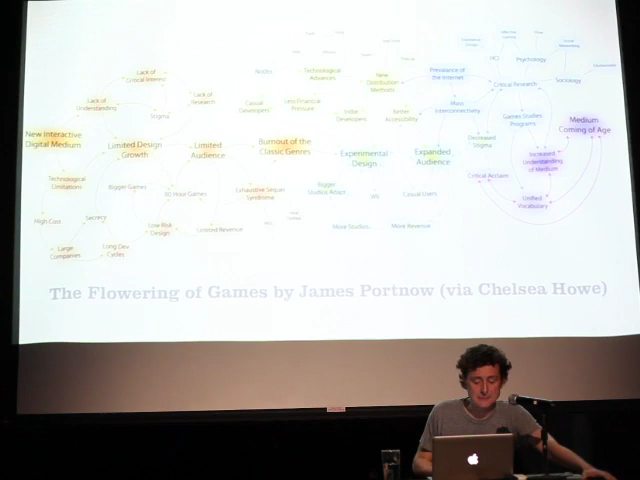 Lack of
Critical Interest
NoDev
Technological
Advances
New
Distribution
Methods
Prevalence of
the Internet
HCI
Psychology
Sociology
Critical Research
Lack of
Understanding
Lack of
Research
Stigma
Casual
Developers
Less Financial
Pressure
Indie
Developers
Better
Accessibility
Mass
Interconnectivity
Games Studies
Programs
Medium
Coming of Age
New Interactive
Digital Medium
Limited Design
Growth
Limited
Audience
Burnout of the
Classic Genres
Experimental
Design
Expanded
Audience
Decreased
Stigma
Increased
Understanding
of Medium
Technological
Limitations
Bigger Games
80 Hour Games
Exhaustive Sequel
Syndrome
Bigger
Studios Adapt
Casual Users
Critical Acclaim
Unified
Vocabulary
High Cost
Secrecy
Low Risk
Design
Limited Revenue
More Studios
More Revenue
Large
Companies
Long Dev
Cycles
The Flowering of Games by James Portnow (via Chelsea Howe)